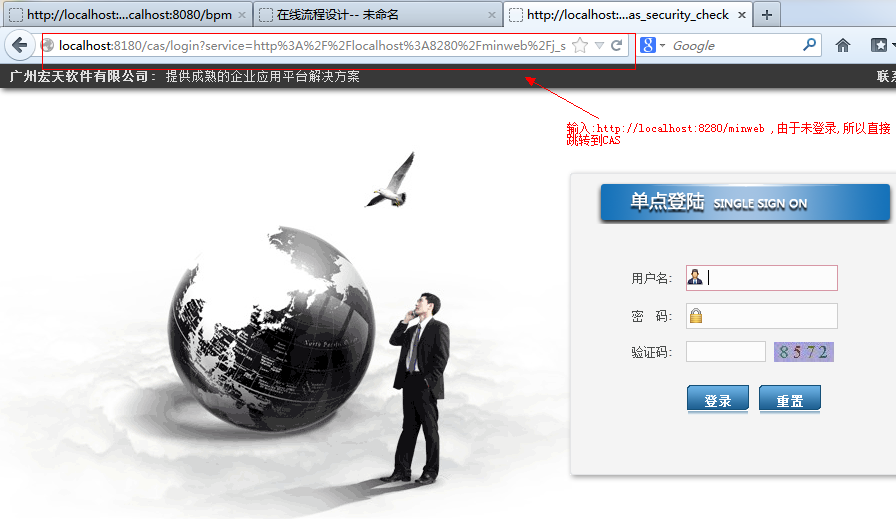 http://localhost:...calhost:8080/bpm
在线流程设计-- 未命名
http://localhost:...as_security_check
localhost:8180/cas/login?service=http%3A%2F%2Flocalhost%3A8280%2Fminweb%2Fj_s
Google
广州宏天软件有限公司： 提供成熟的企业应用平台解决方案
联系
输入:http://localhost:8280/minweb ,由于未登录,所以直接
跳转到CAS
单点登陆 SINGLE SIGN ON
用户名:
密 码:
验证码: 8572
登录 重置
North Pacific Ocean